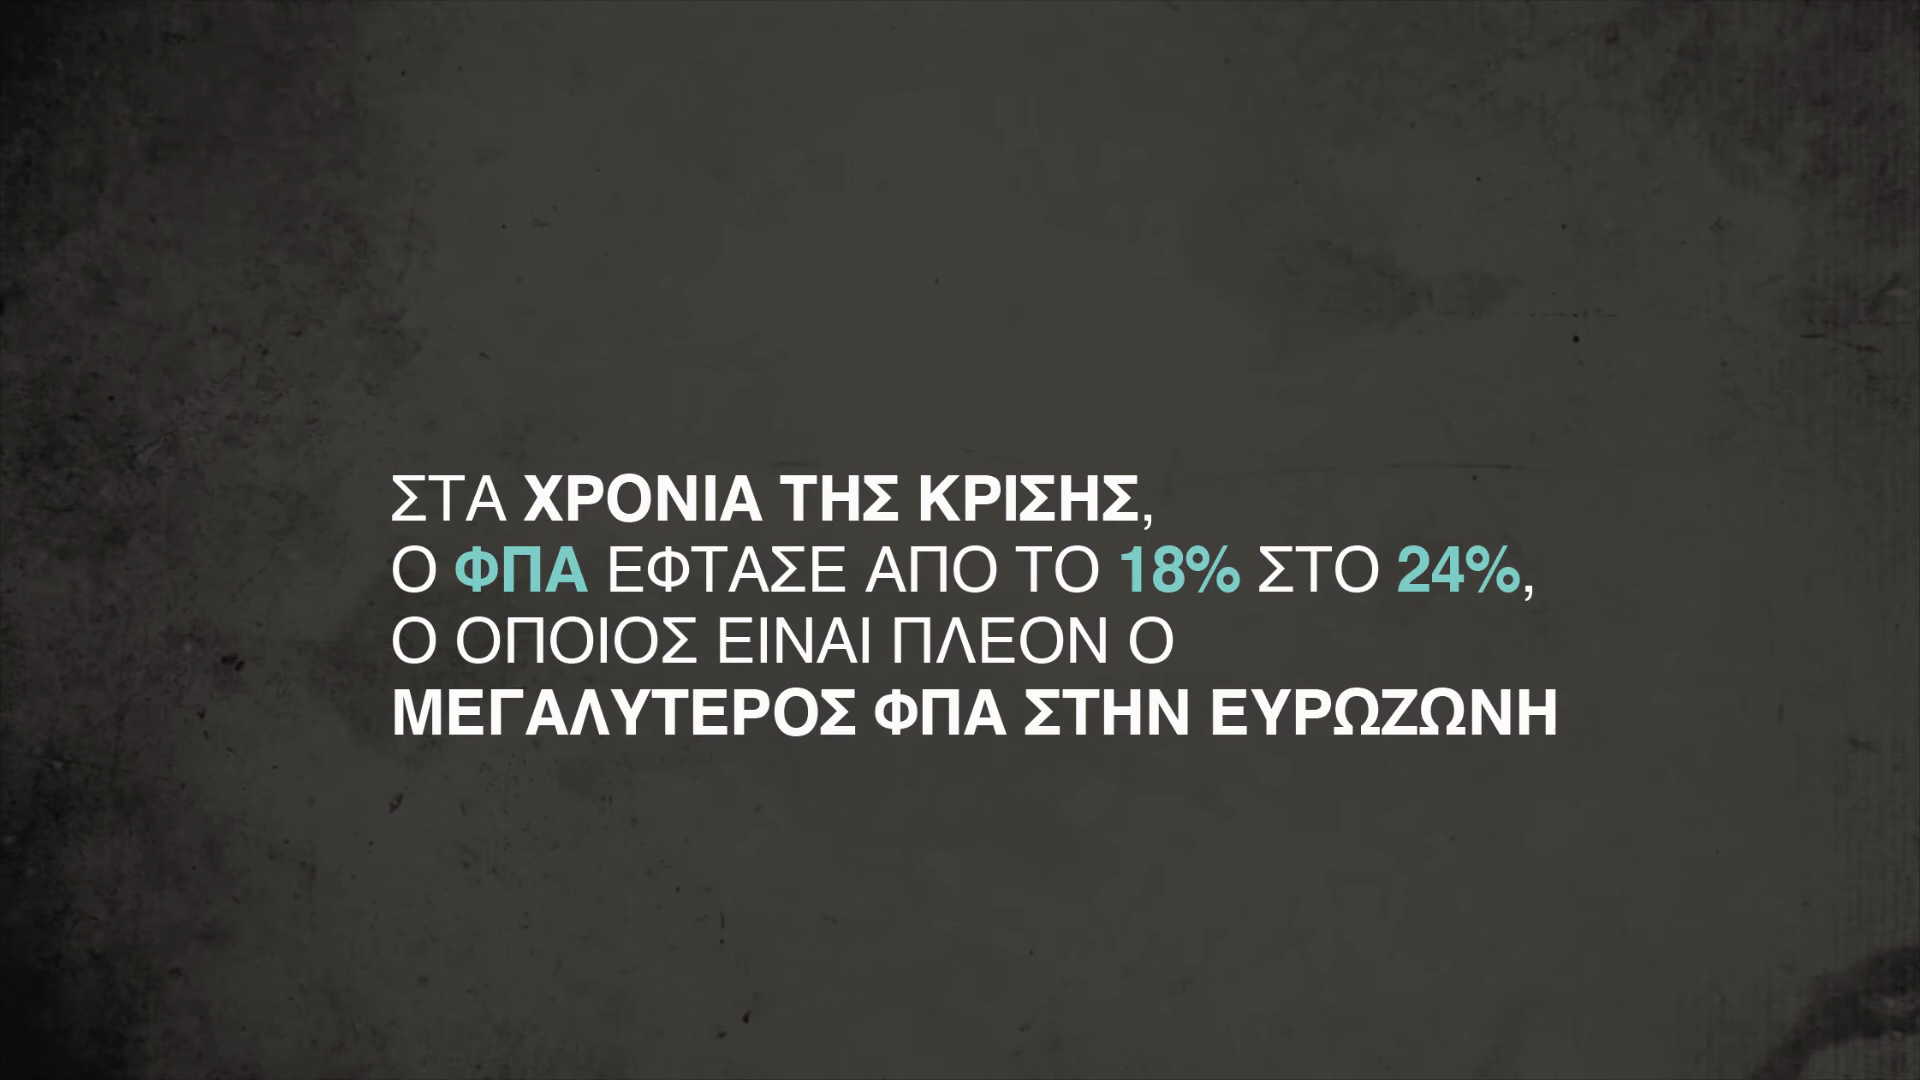 ΣΤΑ ΧΡΟΝΙΑ ΤΗΣ ΚΡΙΣΗΣ,
Ο ΦΠΑ ΕΦΤΑΣΕ ΑΠΟ ΤΟ 18% ΣΤΟ 24%,
Ο ΟΠΟΙΟΣ ΕΙΝΑΙ ΠΛΕΟΝ Ο
ΜΕΓΑΛΥΤΕΡΟΣ ΦΠΑ ΣΤΗΝ ΕΥΡΩΖΩΝΗ